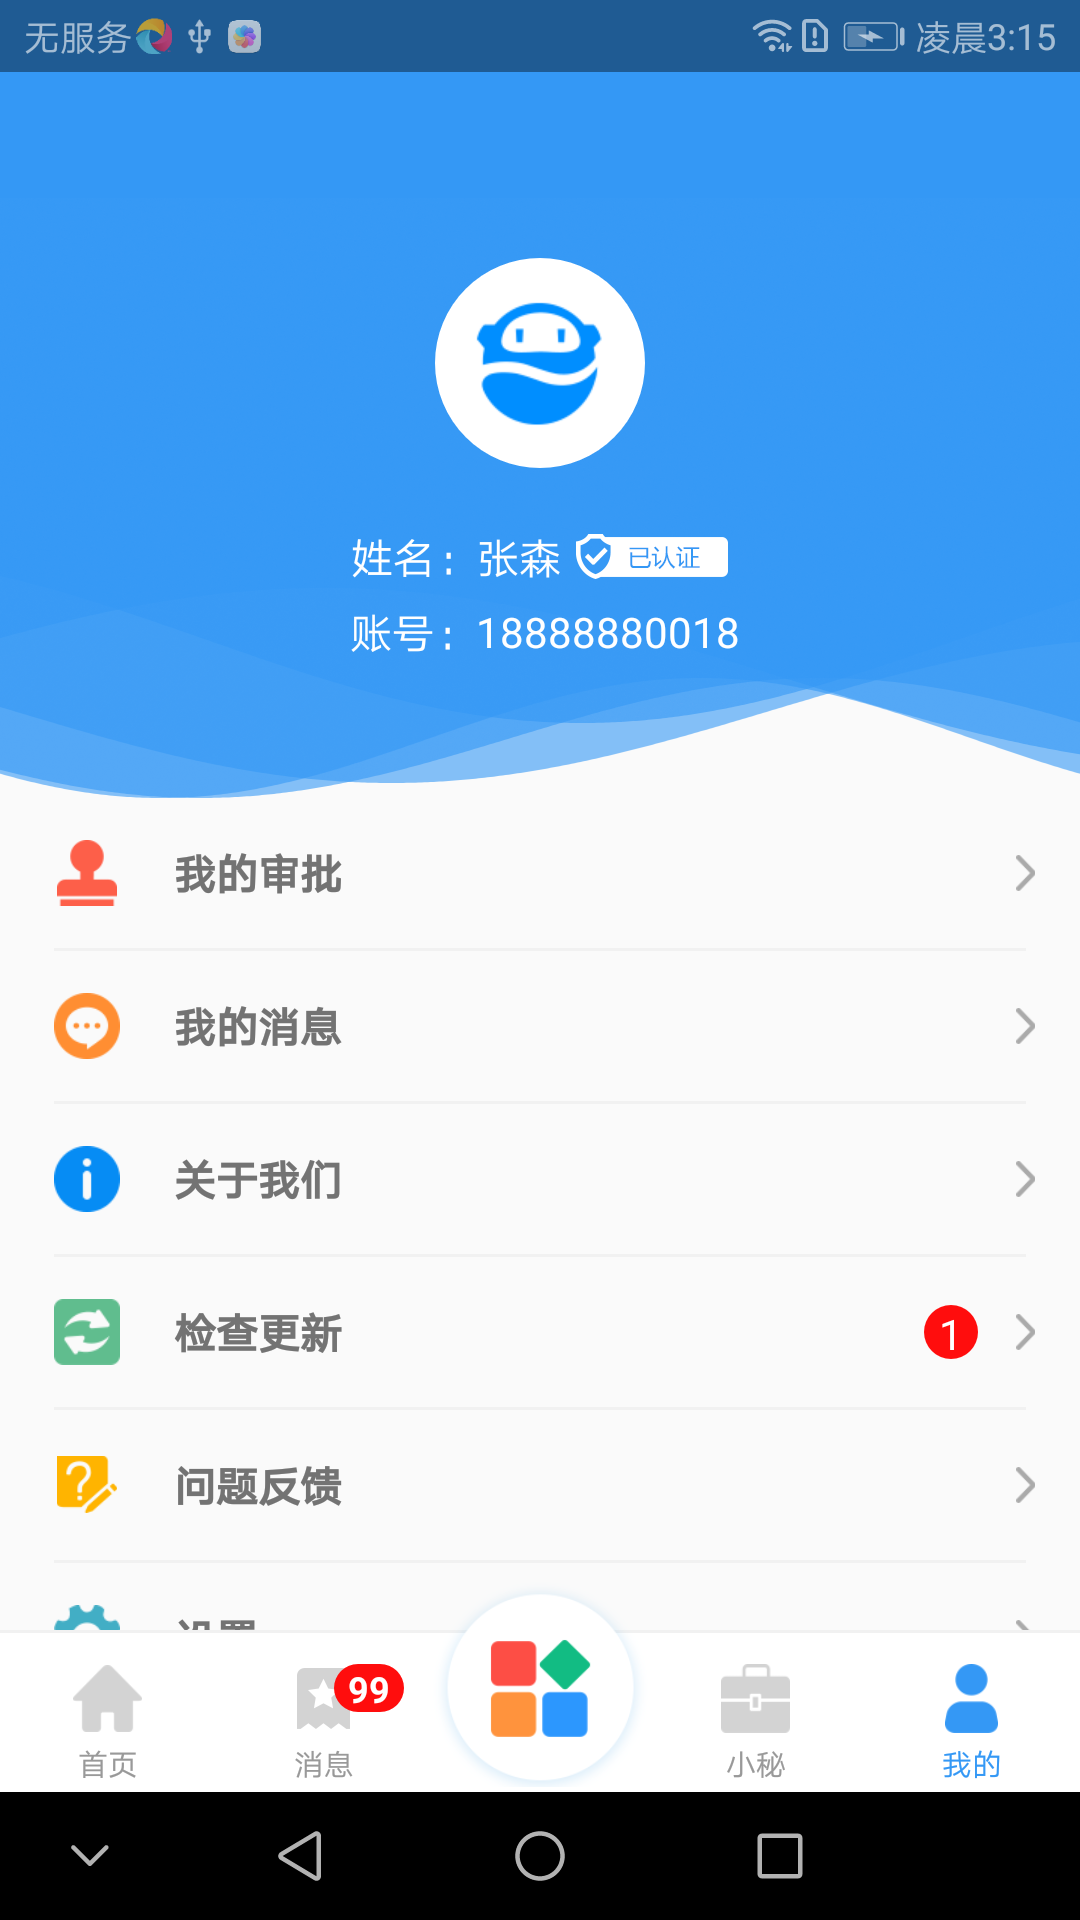 无服务 凌晨3:15
姓名：张森 已认证
账号：18888880018
我的审批
我的消息
关于我们
检查更新 1
问题反馈
设置
99
首页 消息 小秘 我的